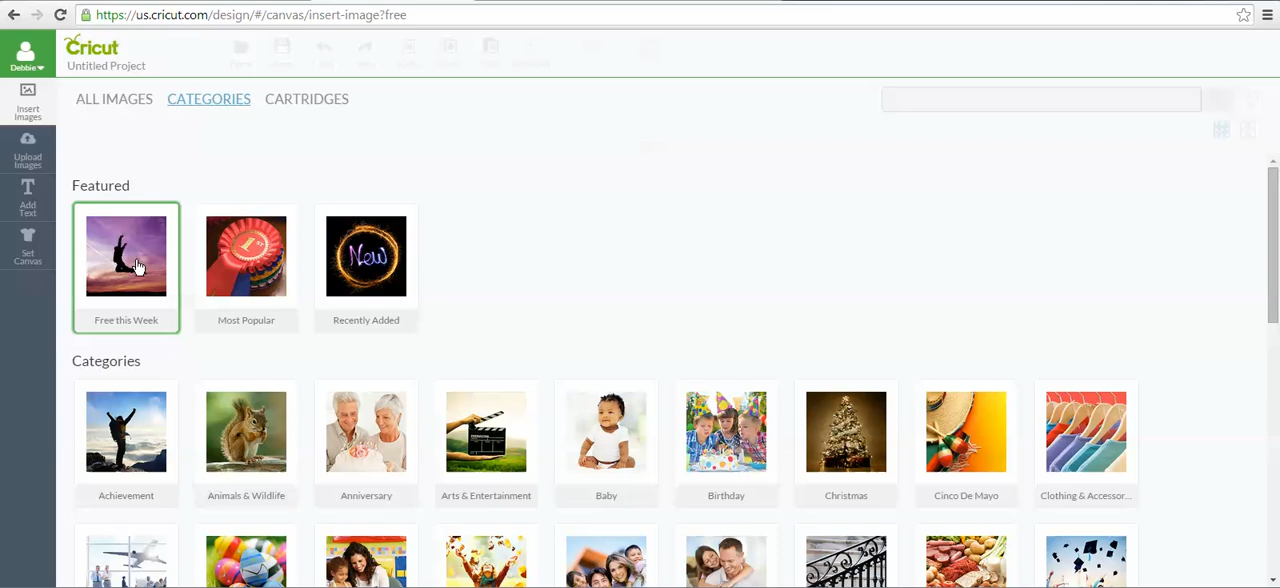 https://us.cricut.com/design/#/canvas/insert-image?free
Debbie
Cricut
Untitled Project
Insert
Images
Upload
Images
Add
Text
Set
Canvas
ALL IMAGES CATEGORIES CARTRIDGES
Featured
1ST
New
Free this Week Most Popular Recently Added
Categories
Achievement Animals & Wildlife Anniversary Arts & Entertainment Baby Birthday Christmas Cinco De Mayo Clothing & Accessor...